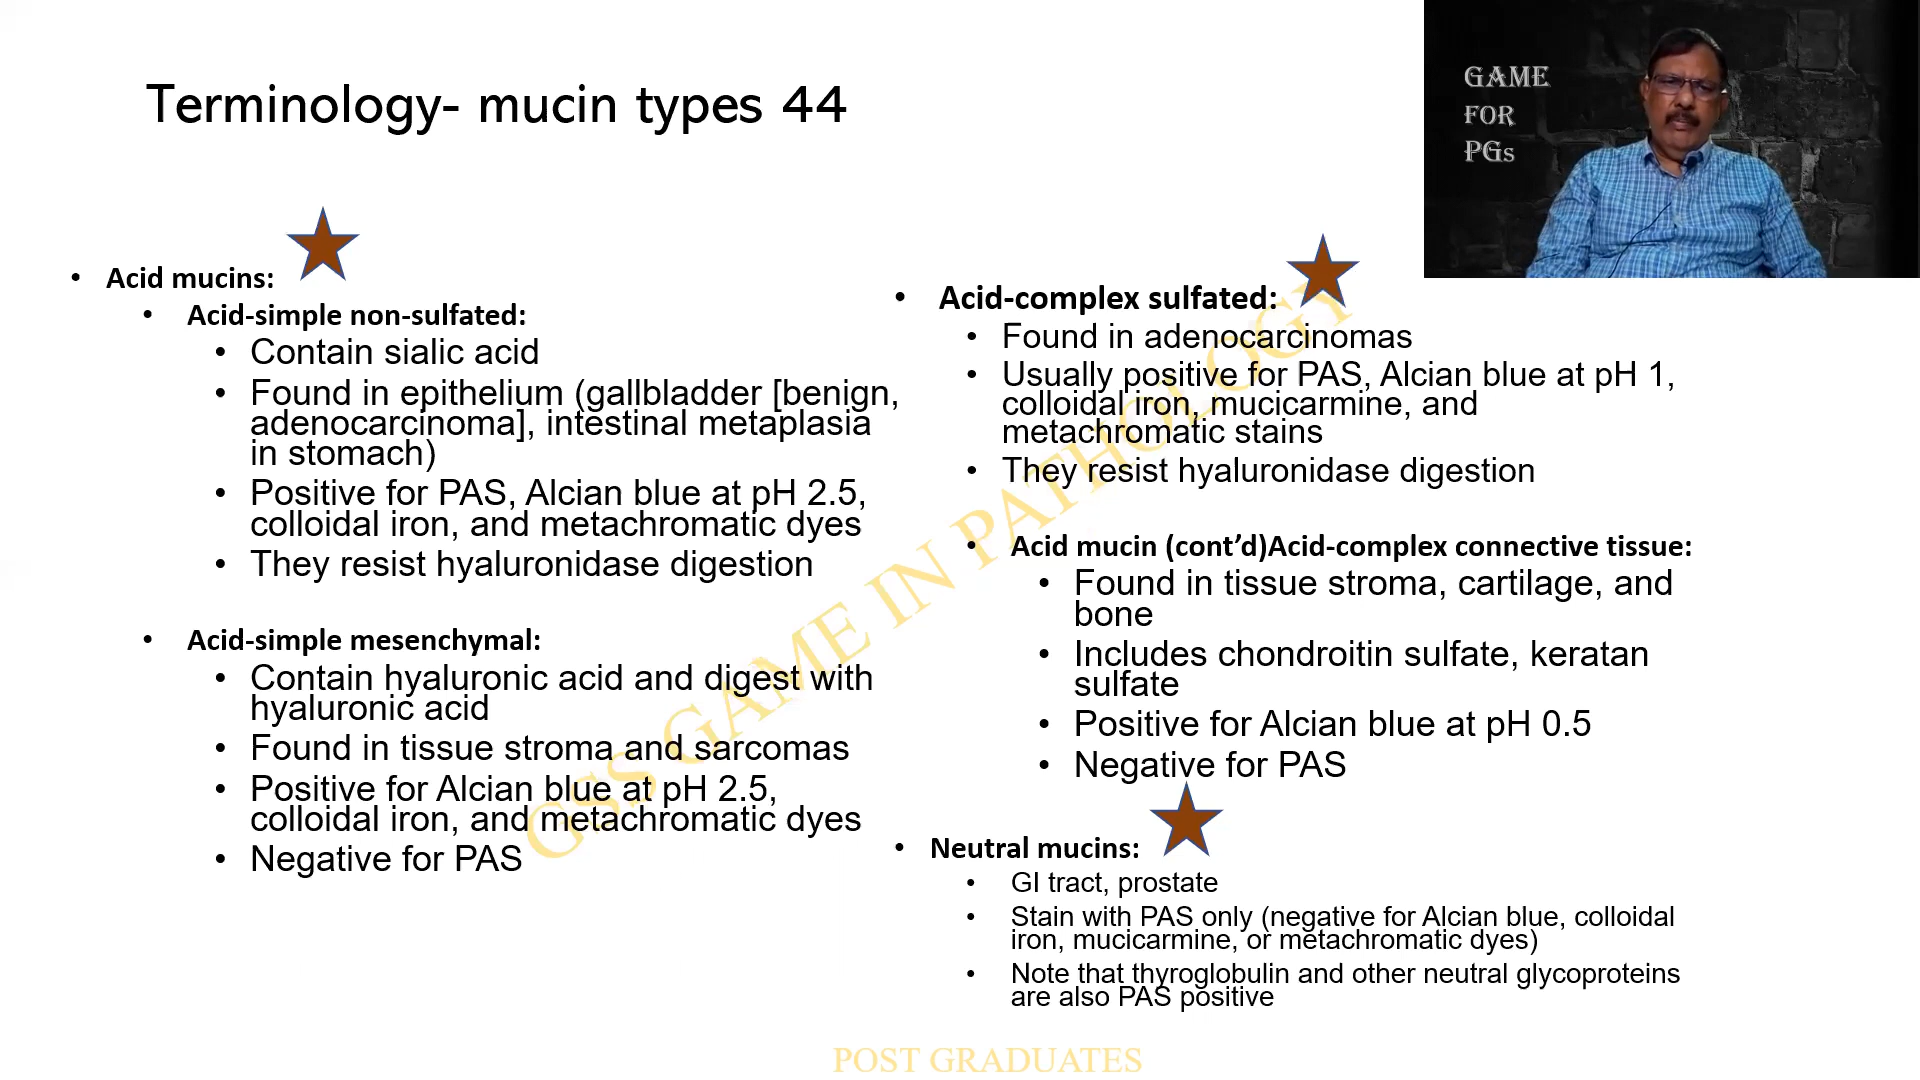 Terminology- mucin types 44
GAME
FOR
PGs
• Acid mucins:
• Acid-simple non-sulfated:
• Contain sialic acid
• Found in epithelium (gallbladder [benign,
adenocarcinoma], intestinal metaplasia
in stomach)
• Positive for PAS, Alcian blue at pH 2.5,
colloidal iron, and metachromatic dyes
• They resist hyaluronidase digestion
• Acid-simple mesenchymal:
• Contain hyaluronic acid and digest with
hyaluronic acid
• Found in tissue stroma and sarcomas
• Positive for Alcian blue at pH 2.5,
colloidal iron, and metachromatic dyes
• Negative for PAS
• Acid-complex sulfated:
• Found in adenocarcinomas
• Usually positive for PAS, Alcian blue at pH 1,
colloidal iron, mucicarmine, and
metachromatic stains
• They resist hyaluronidase digestion
• Acid mucin (cont’d)Acid-complex connective tissue:
• Found in tissue stroma, cartilage, and
bone
• Includes chondroitin sulfate, keratan
sulfate
• Positive for Alcian blue at pH 0.5
• Negative for PAS
• Neutral mucins:
• GI tract, prostate
• Stain with PAS only (negative for Alcian blue, colloidal
iron, mucicarmine, or metachromatic dyes)
• Note that thyroglobulin and other neutral glycoproteins
are also PAS positive
GSS GAME IN PATHOLOGY
POST GRADUATES